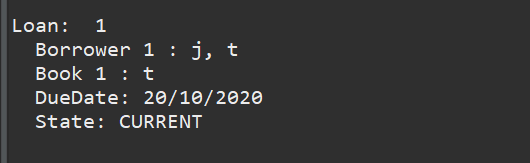 Loan:  1
  Borrower 1 : j, t
  Book 1 : t
  DueDate: 20/10/2020
  State: CURRENT